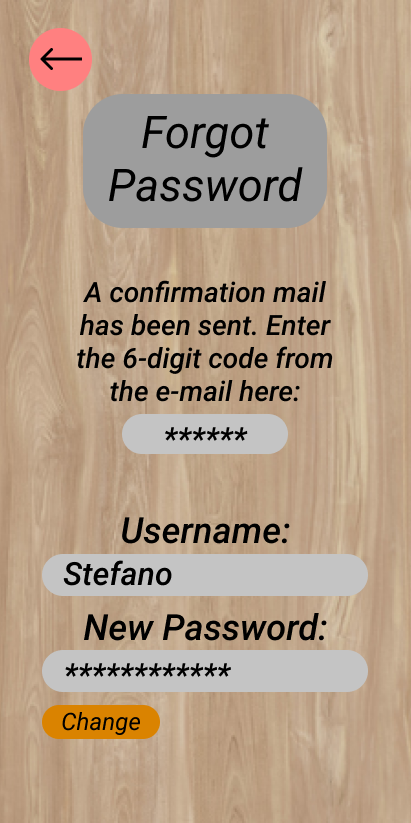 Forgot
Password
A confirmation mail
has been sent. Enter
the 6-digit code from
the e-mail here:
******
Username:
Stefano
New Password:
************
Change